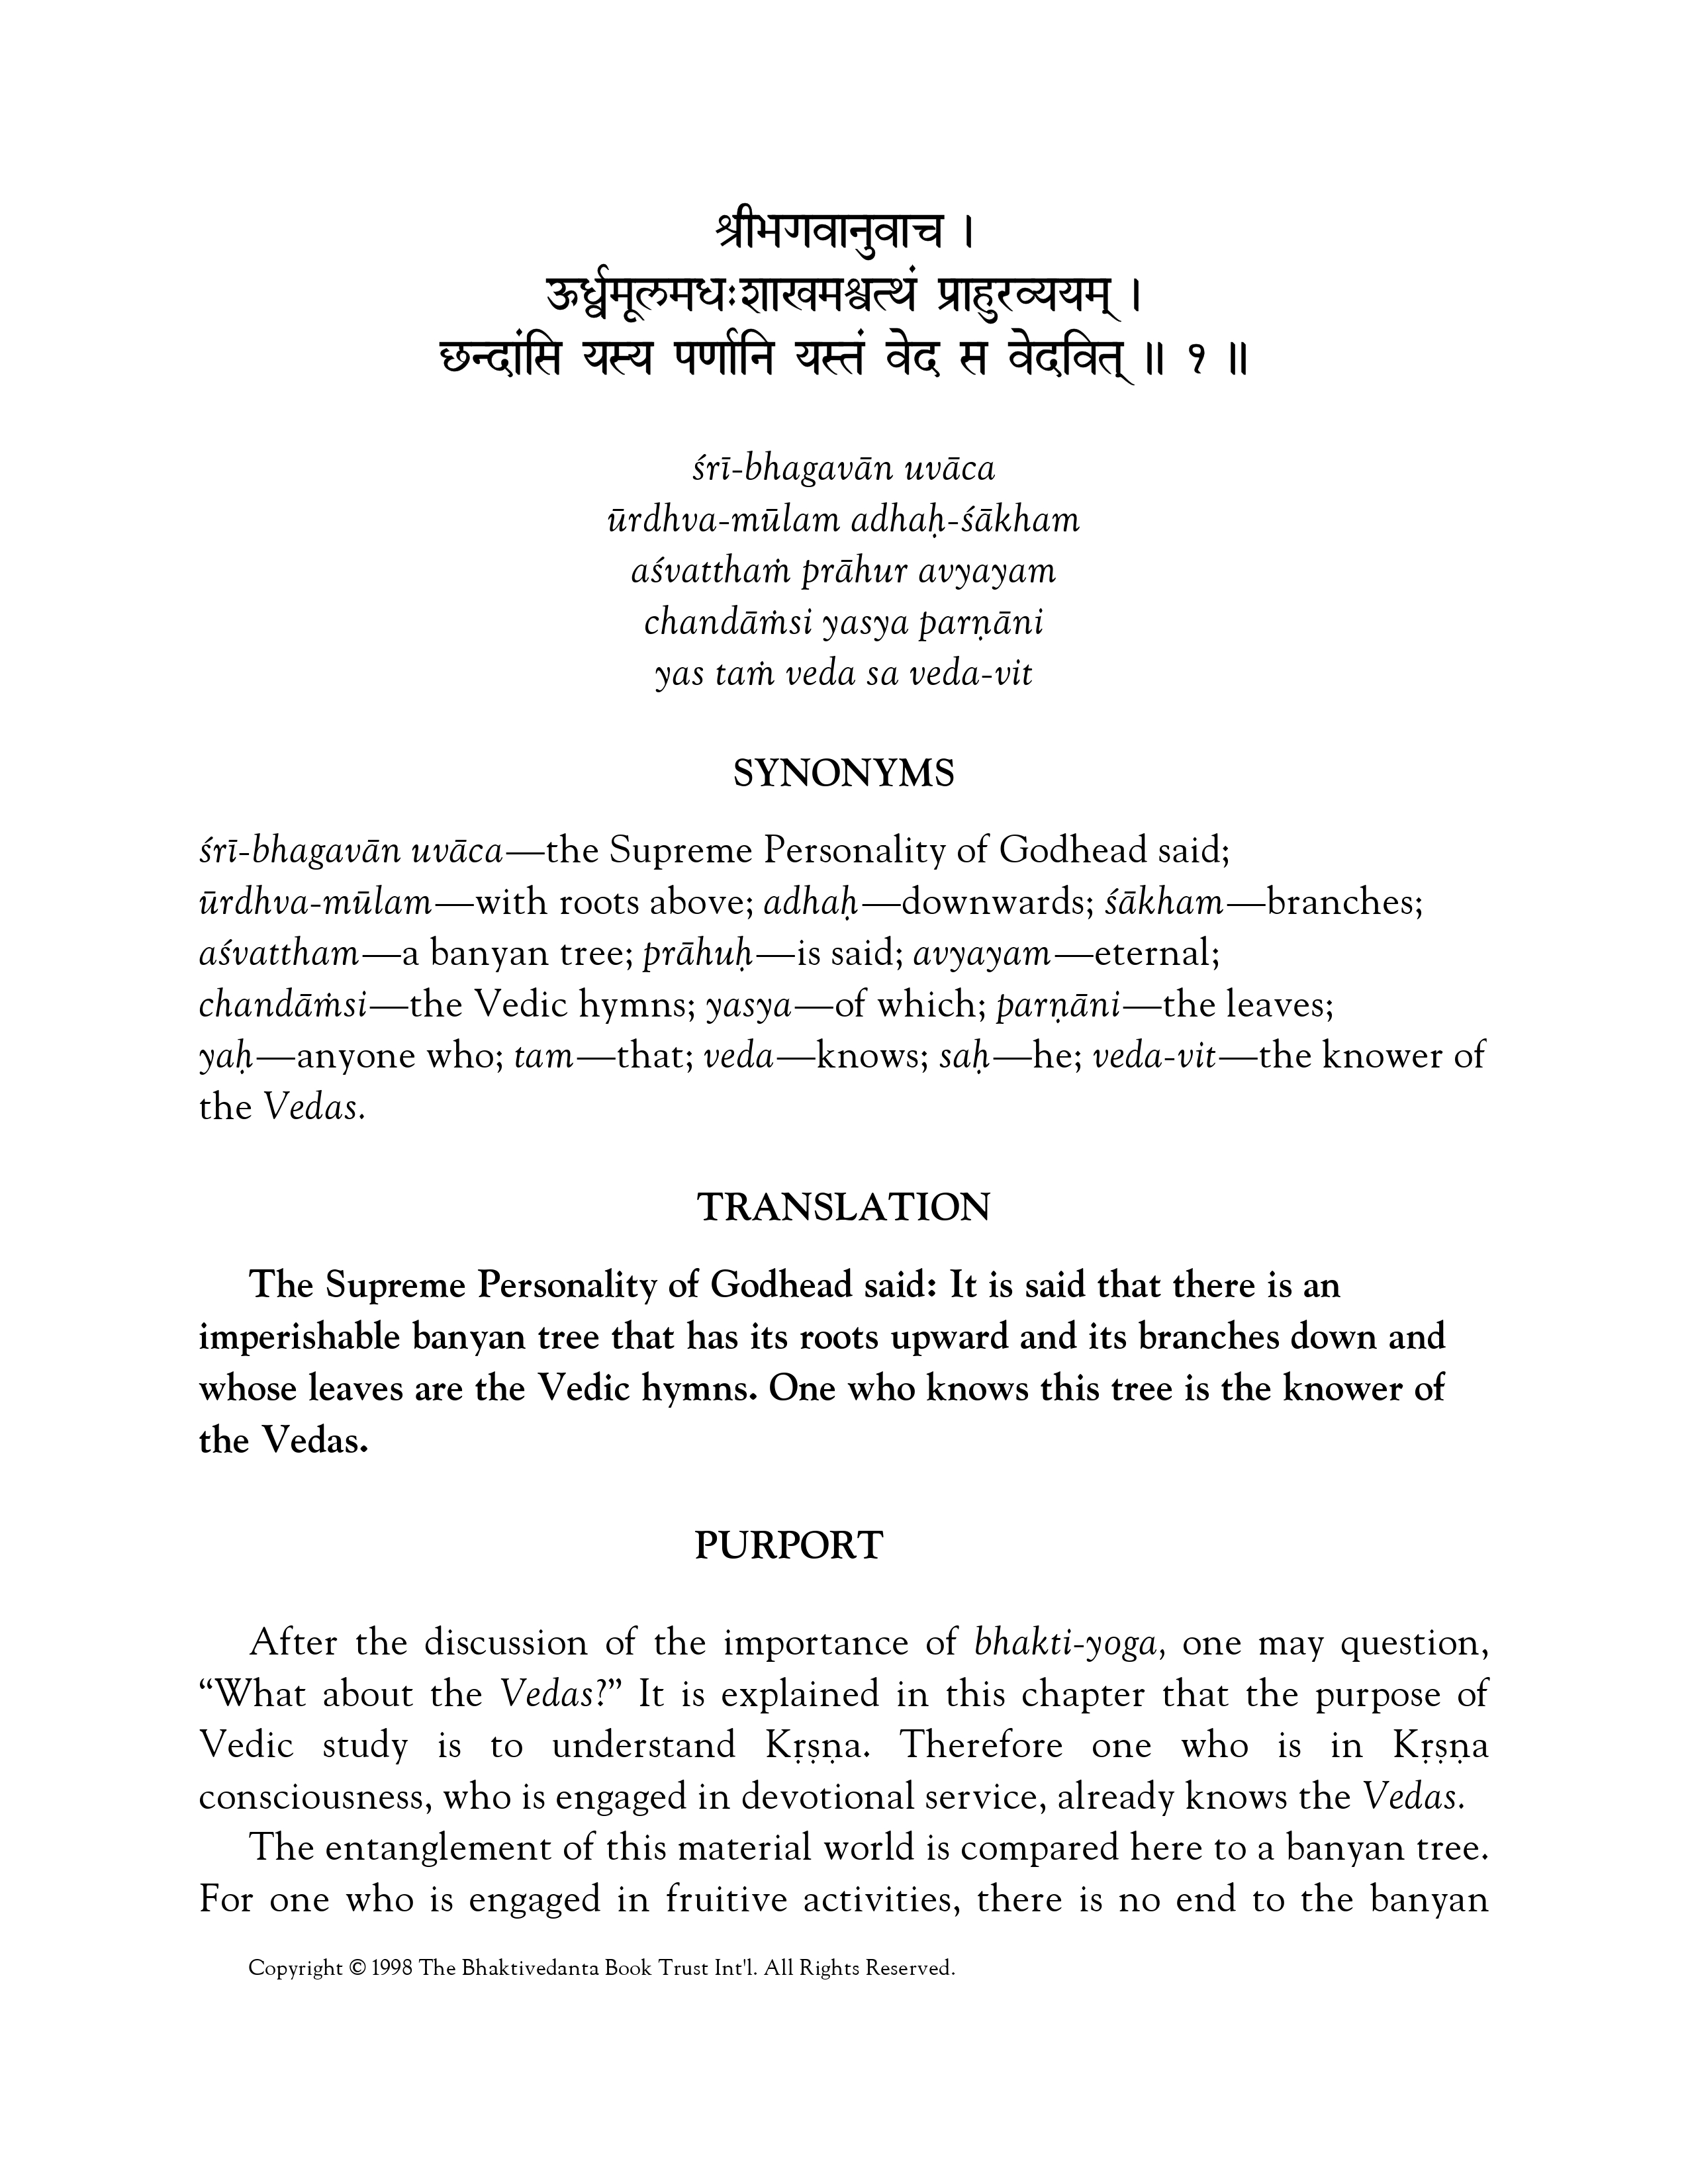 श्रीभगवानुवाच ।
ऊर्ध्वमूलमधःशाखमश्वत्थं प्राहुरव्ययम् ।
छन्दांसि यस्य पर्णानि यस्तं वेद स वेदवित् ॥ १ ॥
śrī-bhagavān uvāca
ūrdhva-mūlam adhaḥ-śākham
aśvatthaṁ prāhur avyayam
chandāṁsi yasya parṇāni
yas taṁ veda sa veda-vit
SYNONYMS
śrī-bhagavān uvāca—the Supreme Personality of Godhead said;
ūrdhva-mūlam—with roots above; adhaḥ—downwards; śākham—branches;
aśvattham—a banyan tree; prāhuḥ—is said; avyayam—eternal;
chandāṁsi—the Vedic hymns; yasya—of which; parṇāni—the leaves;
yaḥ—anyone who; tam—that; veda—knows; saḥ—he; veda-vit—the knower of
the Vedas.
TRANSLATION
The Supreme Personality of Godhead said: It is said that there is an
imperishable banyan tree that has its roots upward and its branches down and
whose leaves are the Vedic hymns. One who knows this tree is the knower of
the Vedas.
PURPORT
After the discussion of the importance of bhakti-yoga, one may question,
“What about the Vedas?” It is explained in this chapter that the purpose of
Vedic study is to understand Kṛṣṇa. Therefore one who is in Kṛṣṇa
consciousness, who is engaged in devotional service, already knows the Vedas.
The entanglement of this material world is compared here to a banyan tree.
For one who is engaged in fruitive activities, there is no end to the banyan
Copyright © 1998 The Bhaktivedanta Book Trust Int'l. All Rights Reserved.